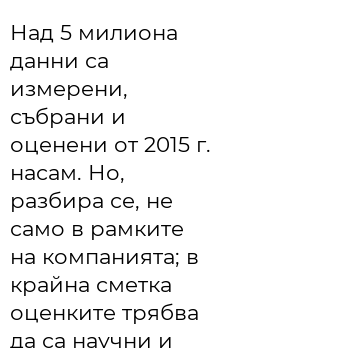 Над 5 милиона
данни са
измерени,
събрани и
оценени от 2015 г.
насам. Но,
разбира се, не
само в рамките
на компанията; в
крайна сметка
оценките трябва
да са научни и